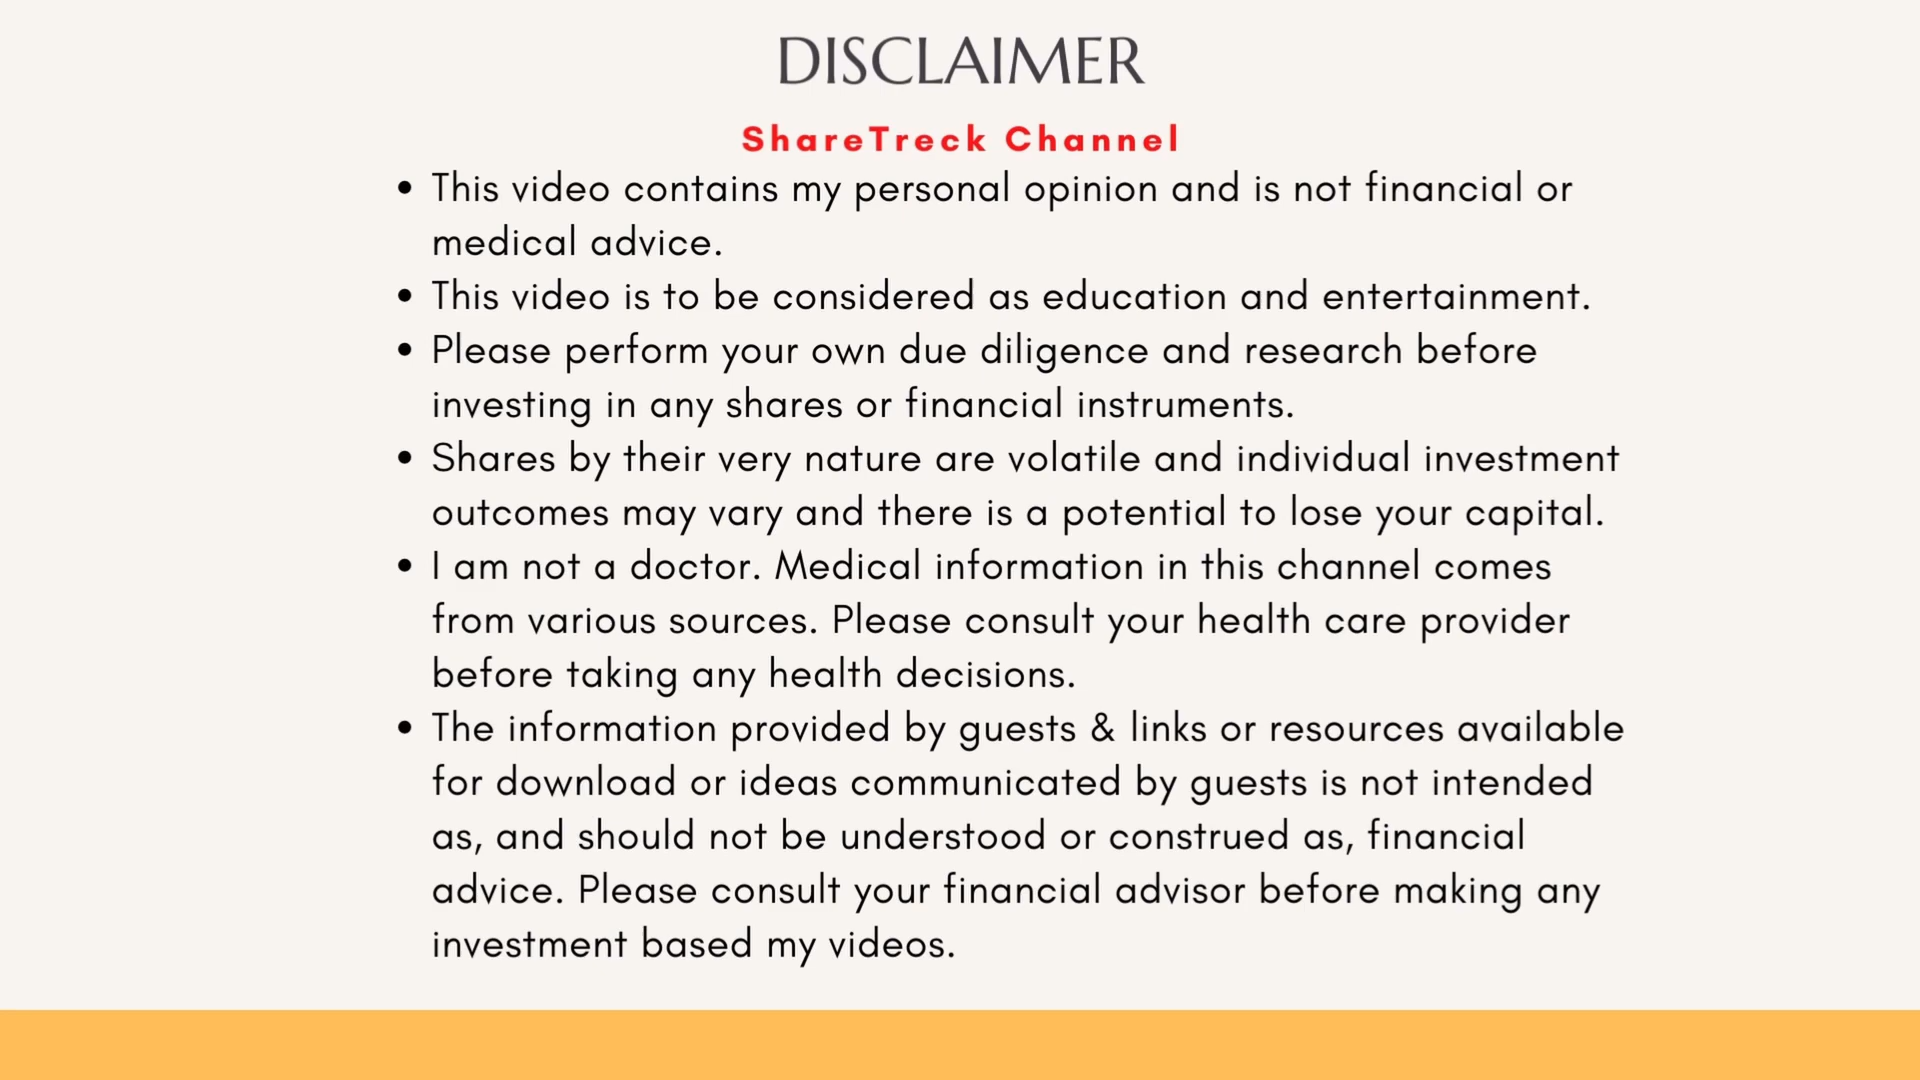 DISCLAIMER
ShareTreck Channel
• This video contains my personal opinion and is not financial or
medical advice.
• This video is to be considered as education and entertainment.
• Please perform your own due diligence and research before
investing in any shares or financial instruments.
• Shares by their very nature are volatile and individual investment
outcomes may vary and there is a potential to lose your capital.
• I am not a doctor. Medical information in this channel comes
from various sources. Please consult your health care provider
before taking any health decisions.
• The information provided by guests & links or resources available
for download or ideas communicated by guests is not intended
as, and should not be understood or construed as, financial
advice. Please consult your financial advisor before making any
investment based my videos.